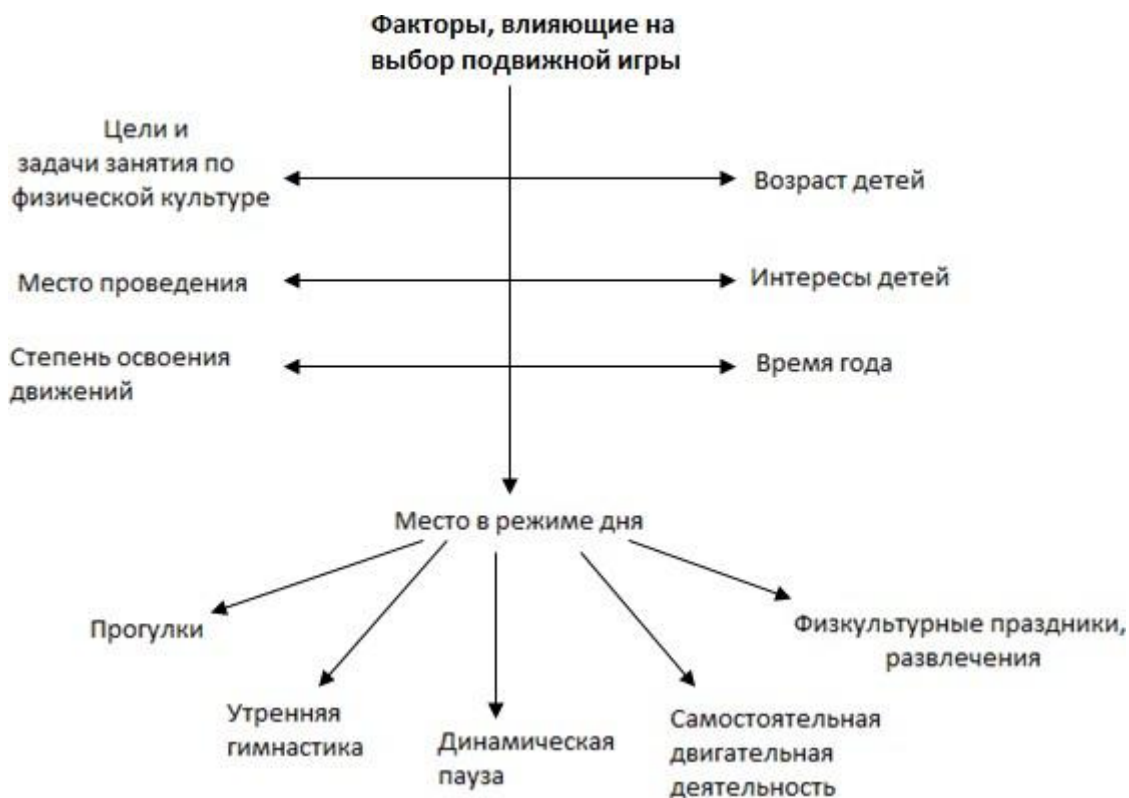 Факторы, влияющие на
выбор подвижной игры
Цели и
задачи занятия по
физической культуре
Возраст детей
Место проведения
Интересы детей
Степень освоения
движений
Время года
Место в режиме дня
Прогулки
Утренняя
гимнастика
Динамическая
пауза
Самостоятельная
двигательная
деятельность
Физкультурные праздники,
развлечения